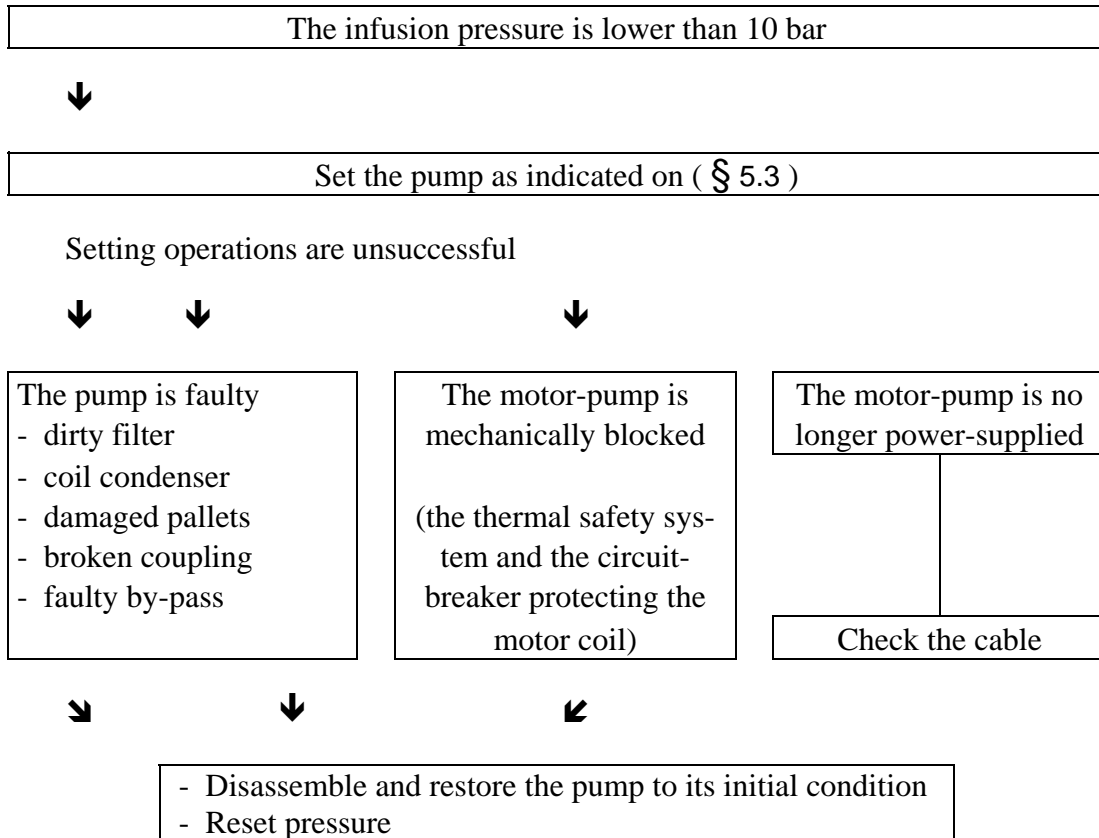 The infusion pressure is lower than 10 bar
Set the pump as indicated on ( § 5.3 )
Setting operations are unsuccessful
The pump is faulty
- dirty filter
- coil condenser
- damaged pallets
- broken coupling
- faulty by-pass
The motor-pump is
mechanically blocked
(the thermal safety sys-
tem and the circuit-
breaker protecting the
motor coil)
The motor-pump is no
longer power-supplied
Check the cable
- Disassemble and restore the pump to its initial condition
- Reset pressure